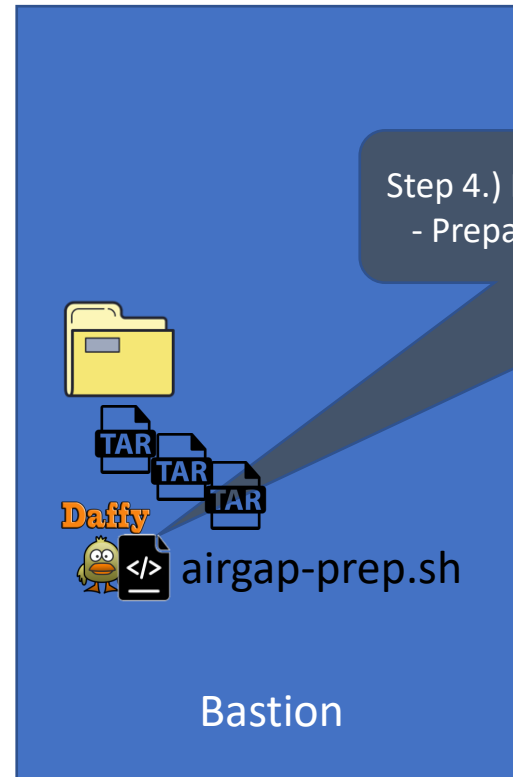 Step 4.)
- Prepa
TAR
TAR
TAR
Daffy
</>
airgap-prep.sh
Bastion